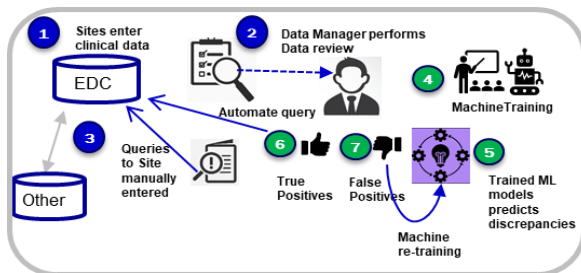 1
Sites enter
clinical data
EDC
2
Data Manager performs
Data review
Automate query
4
MachineTraining
3
Queries
to Site
manually
entered
Other
6
True
Positives
7
False
Positives
5
Trained ML
models
predicts
discrepancies
Machine
re-training